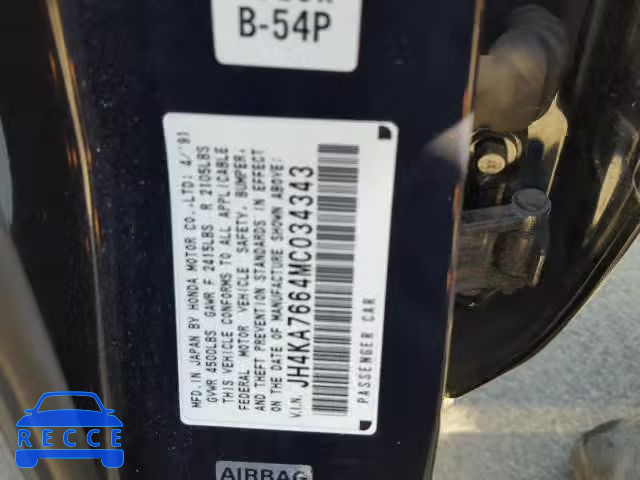 B-54P
MFD. IN JAPAN BY HONDA MOTOR CO., LTD: 4/'91
GVWR 4500LBS GAWR F 2415LBS R 2105LBS
THIS VEHICLE CONFORMS TO ALL APPLICABLE
FEDERAL MOTOR VEHICLE SAFETY, BUMPER,
AND THEFT PREVENTION STANDARDS IN EFFECT
ON THE DATE OF MANUFACTURE SHOWN ABOVE:
V.I.N. JH4KA7664MC034343
PASSENGER CAR
AIRBAG
RECCE